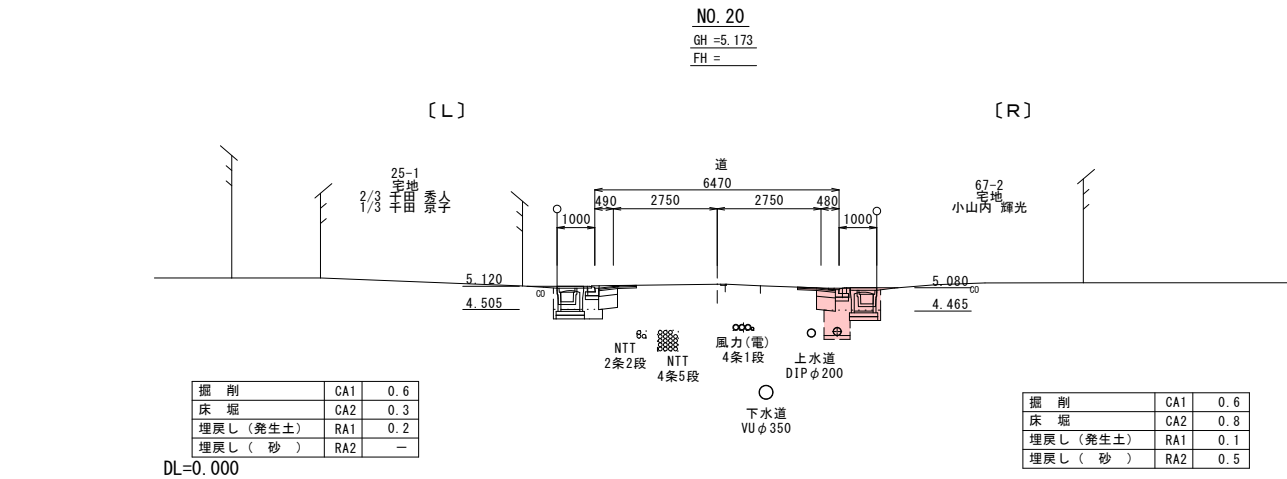 NO. 20
GH =5.173
FH =
〔L〕
〔R〕
25-1
宅地
2/3 千田 秀人
1/3 千田 京子
道
6470
490
2750
2750
480
1000
1000
67-2
宅地
小山内 輝光
5.120
4.505
CO
5.080
CO
4.465
NTT
2条2段
NTT
4条5段
風力(電)
4条1段
上水道
DIPφ200
下水道
VUφ350
掘 削 CA1 0.6
床 堀 CA2 0.3
埋戻し(発生土) RA1 0.2
埋戻し( 砂 ) RA2 －
掘 削 CA1 0.6
床 堀 CA2 0.8
埋戻し(発生土) RA1 0.1
埋戻し( 砂 ) RA2 0.5
DL=0.000